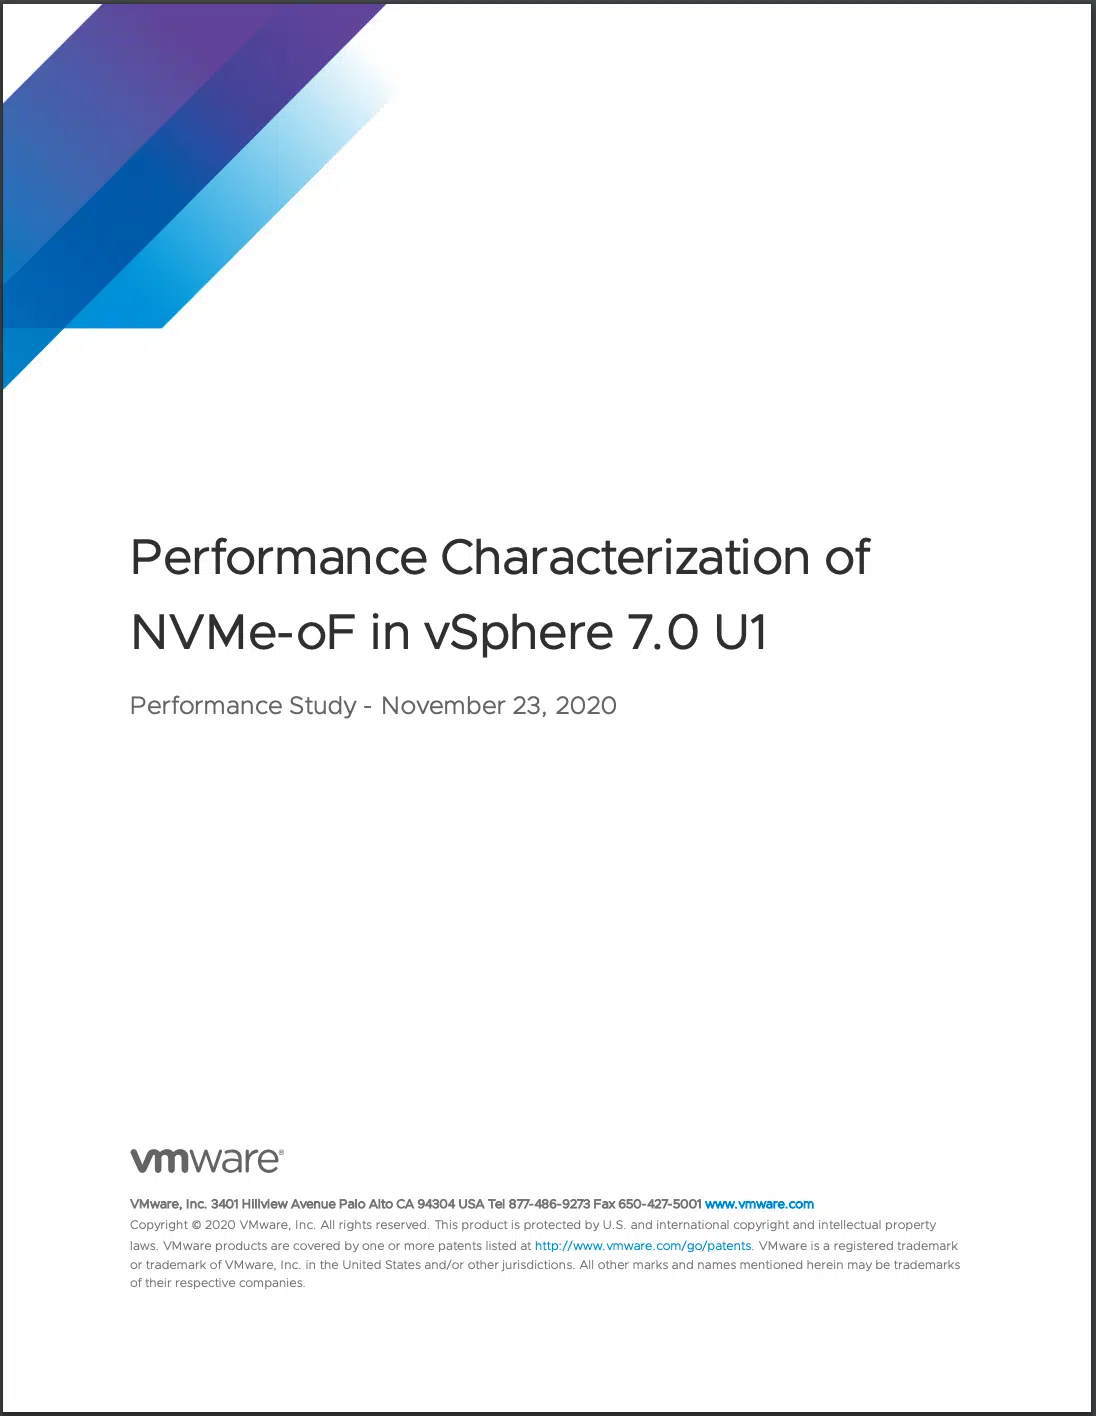 Performance Characterization of
NVMe-oF in vSphere 7.0 U1
Performance Study - November 23, 2020
vmware®
VMware, Inc. 3401 Hillview Avenue Palo Alto CA 94304 USA Tel 877-486-9273 Fax 650-427-5001 www.vmware.com
Copyright © 2020 VMware, Inc. All rights reserved. This product is protected by U.S. and international copyright and intellectual property
laws. VMware products are covered by one or more patents listed at http://www.vmware.com/go/patents. VMware is a registered trademark
or trademark of VMware, Inc. in the United States and/or other jurisdictions. All other marks and names mentioned herein may be trademarks
of their respective companies.